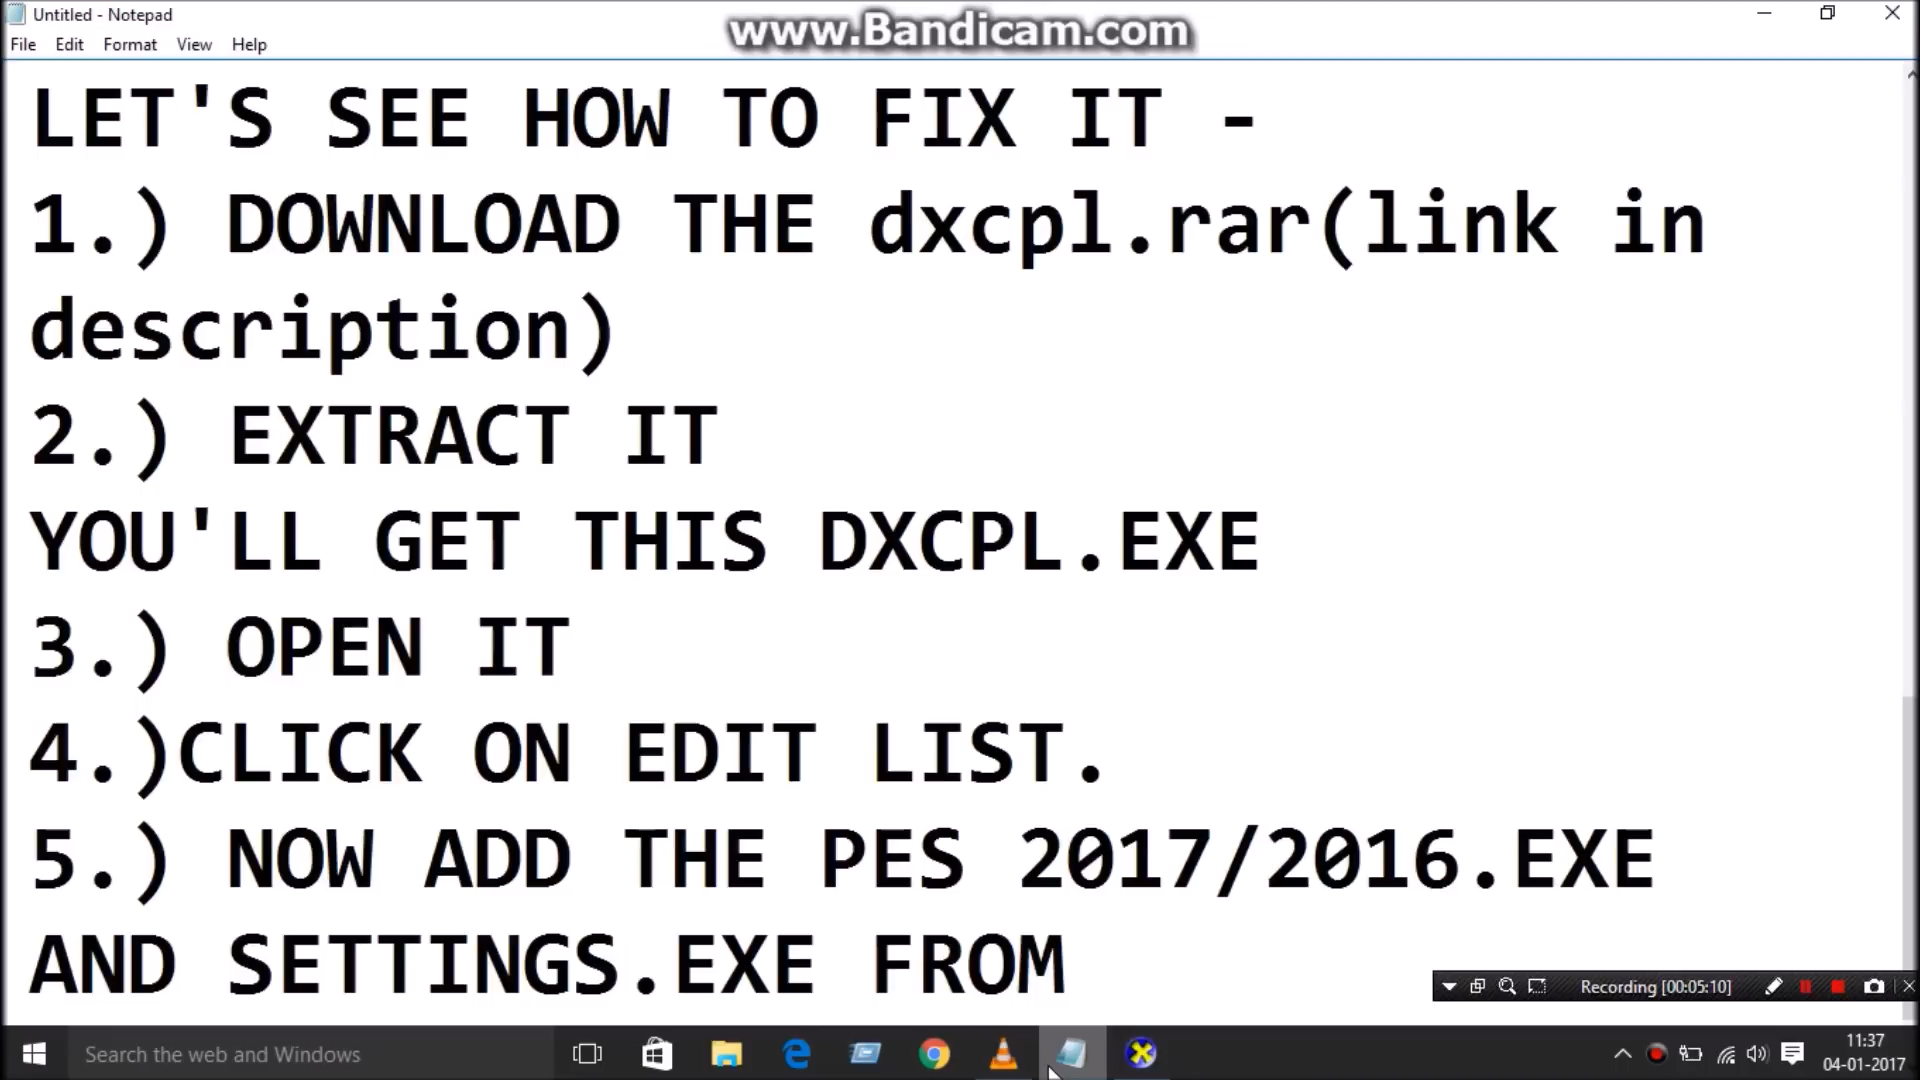 Untitled - Notepad
www.Bandicam.com
File Edit Format View Help
LET'S SEE HOW TO FIX IT -
1.) DOWNLOAD THE dxcpl.rar(link in
description)
2.) EXTRACT IT
YOU'LL GET THIS DXCPL.EXE
3.) OPEN IT
4.)CLICK ON EDIT LIST.
5.) NOW ADD THE PES 2017/2016.EXE
AND SETTINGS.EXE FROM
Recording [00:05:10]
Search the web and Windows
11:37
04-01-2017